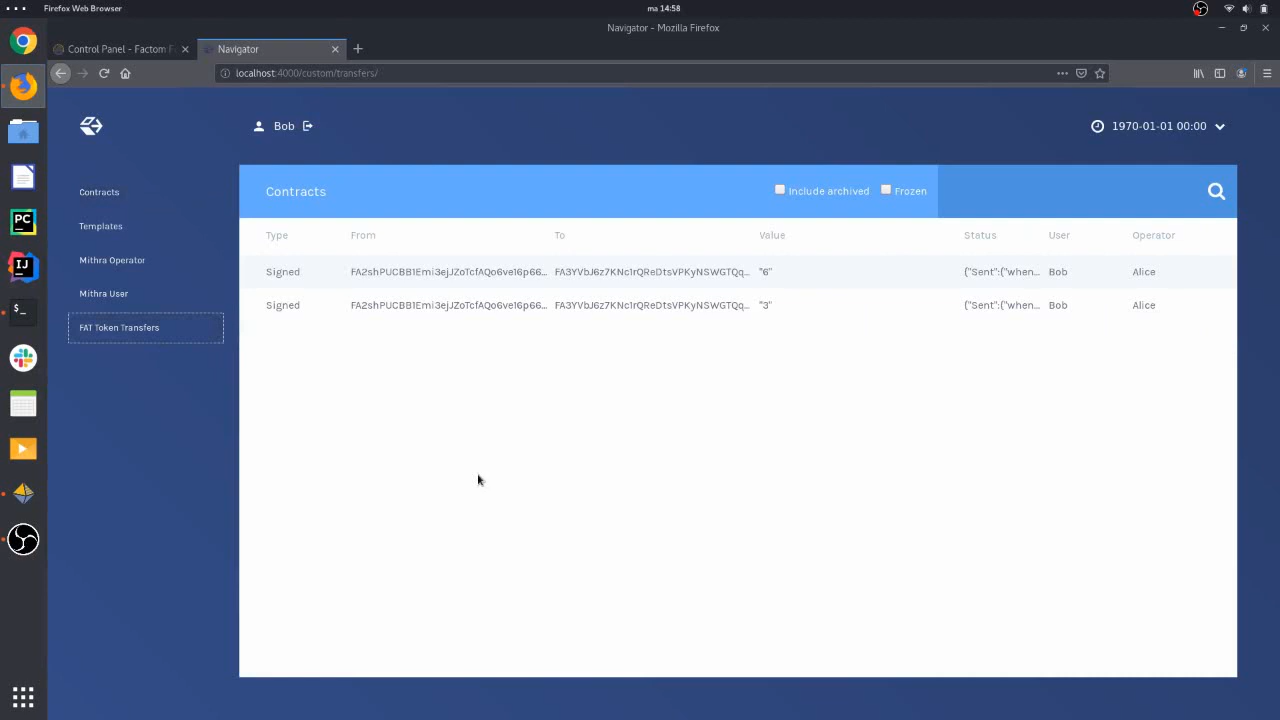 Firefox Web Browser
ma 14:58
Navigator - Mozilla Firefox
Control Panel - Factom F
Navigator
localhost:4000/custom/transfers/
Bob
1970-01-01 00:00
Contracts
Templates
Mithra Operator
Mithra User
FAT Token Transfers
Contracts
Include archived
Frozen
Type From To Value Status User Operator
Signed FA2shPUCBB1Emi3ejJZoTcfAQo6ve16p66... FA3YVbJ6z7KNc1rQReDtsVPKyNSWGTQq... "6" {"Sent":{"when... Bob Alice
Signed FA2shPUCBB1Emi3ejJZoTcfAQo6ve16p66... FA3YVbJ6z7KNc1rQReDtsVPKyNSWGTQq... "3" {"Sent":{"when... Bob Alice
PC
IJ
>_